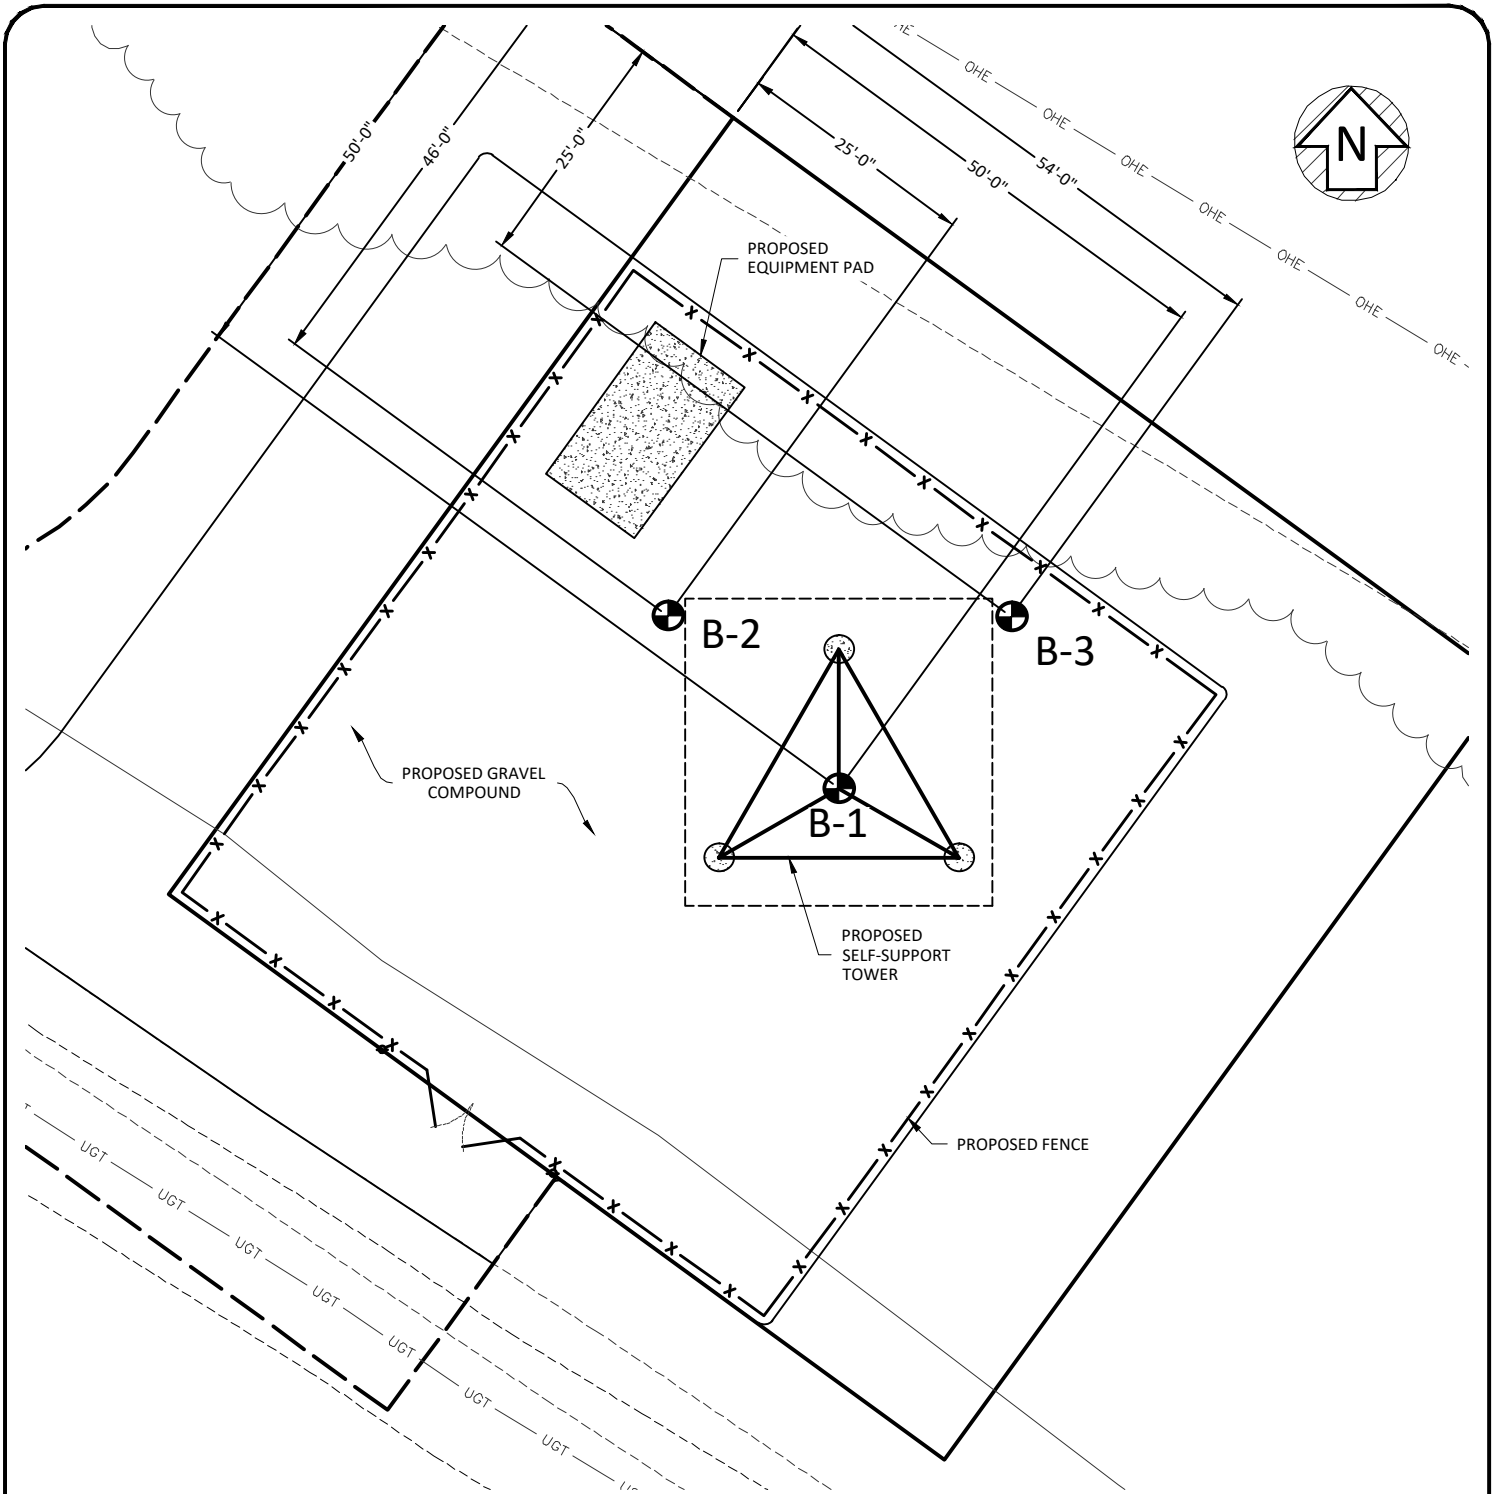 HE
OHE
OHE
OHE
OHE
OHE
OHE
OHE
N
50'-0"
46'-0"
25'-0"
25'-0"
50'-0"
54'-0"
PROPOSED
EQUIPMENT PAD
B-2
B-3
B-1
PROPOSED GRAVEL
COMPOUND
PROPOSED
SELF-SUPPORT
TOWER
PROPOSED FENCE
T
UGT
UGT
UGT
UGT
UGT
UGT
UGT